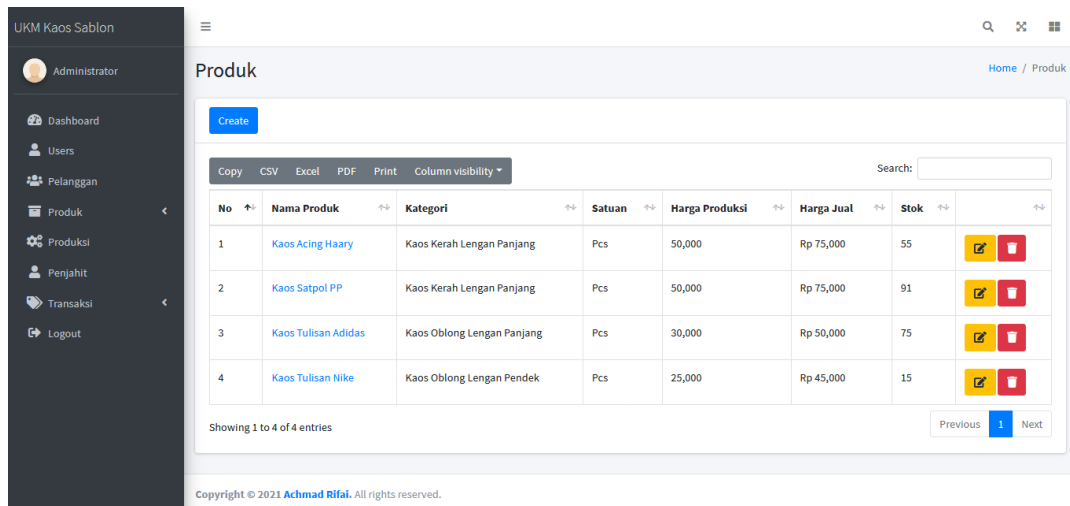 UKM Kaos Sablon
Administrator
Dashboard
Users
Pelanggan
Produk
Produksi
Penjahit
Transaksi
Logout
Produk
Home / Produk
Create
Copy CSV Excel PDF Print Column visibility
Search:
No Nama Produk Kategori Satuan Harga Produksi Harga Jual Stok
1 Kaos Acing Haary Kaos Kerah Lengan Panjang Pcs 50,000 Rp 75,000 55
2 Kaos Satpol PP Kaos Kerah Lengan Panjang Pcs 50,000 Rp 75,000 91
3 Kaos Tulisan Adidas Kaos Oblong Lengan Panjang Pcs 30,000 Rp 50,000 75
4 Kaos Tulisan Nike Kaos Oblong Lengan Pendek Pcs 25,000 Rp 45,000 15
Showing 1 to 4 of 4 entries
Previous 1 Next
Copyright © 2021 Achmad Rifai. All rights reserved.